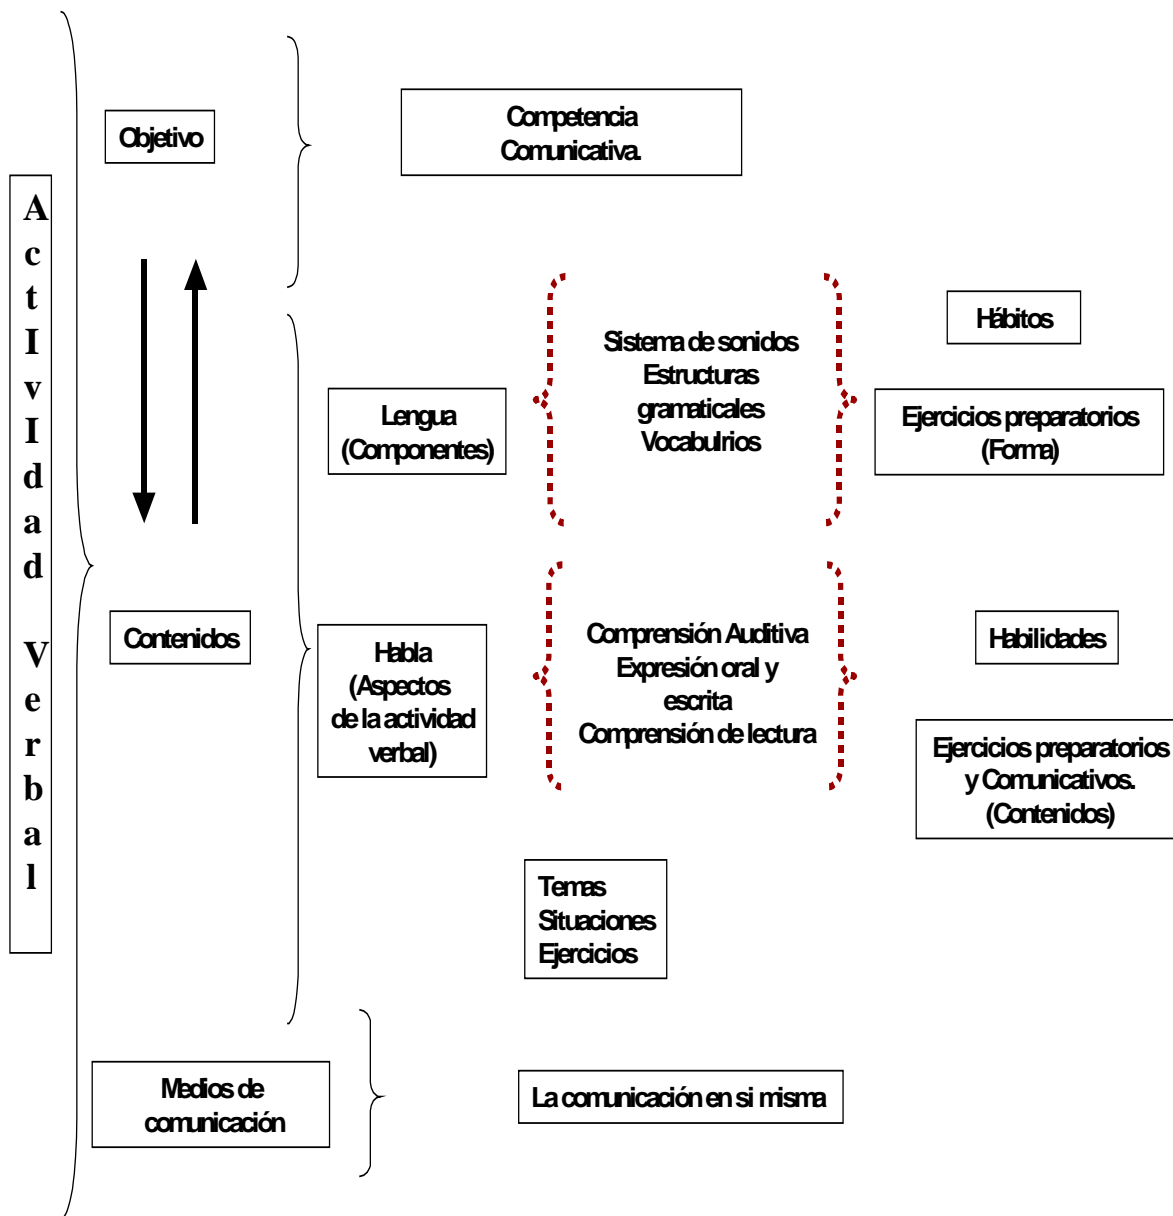 ActIvIdad Verbal
Objetivo
Competencia
Comunicativa.
Lengua
(Componentes)
Sistema de sonidos
Estructuras
gramaticales
Vocabulrios
Hábitos
Ejercicios preparatorios
(Forma)
Contenidos
Habla
(Aspectos
de la actividad
verbal)
Comprensión Auditiva
Expresión oral y
escrita
Comprensión de lectura
Habilidades
Ejercicios preparatorios
y Comunicativos.
(Contenidos)
Temas
Situaciones
Ejercicios
Medios de
comunicación
La comunicación en si misma